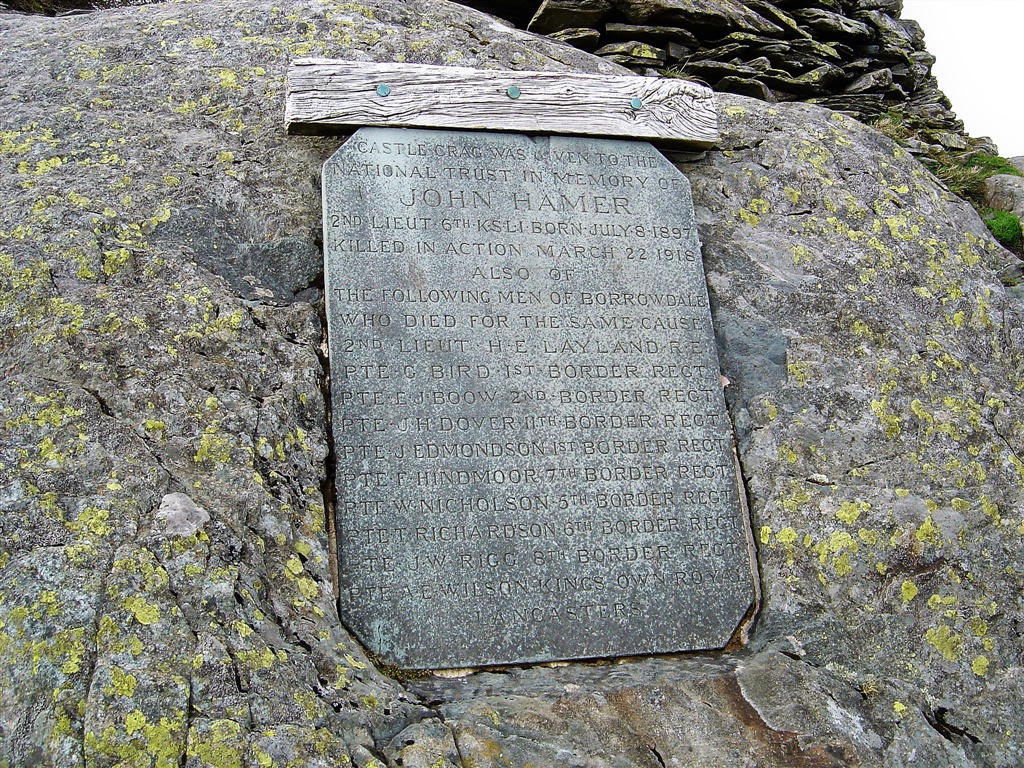 CASTLE CRAG WAS GIVEN TO THE
NATIONAL TRUST IN MEMORY OF
JOHN HAMER
2ND LIEUT 6TH K·S·L·I BORN JULY 8 1897
KILLED IN ACTION MARCH 22 1918
ALSO OF
THE FOLLOWING MEN OF BORROWDALE
WHO DIED FOR THE SAME CAUSE
2ND LIEUT H·E LAYLAND R·E
PTE G BIRD 1ST BORDER REGT
PTE E J BOOW 2ND BORDER REGT
PTE J·H DOVER 11TH BORDER REGT
PTE J EDMONDSON 1ST BORDER REGT
PTE F HINDMOOR 7TH BORDER REGT
PTE W NICHOLSON 5TH BORDER REGT
PTE T RICHARDSON 6TH BORDER REGT
PTE J·W RIGG 8TH BORDER REGT
PTE A·E WILSON KINGS OWN ROYAL
LANCASTERS